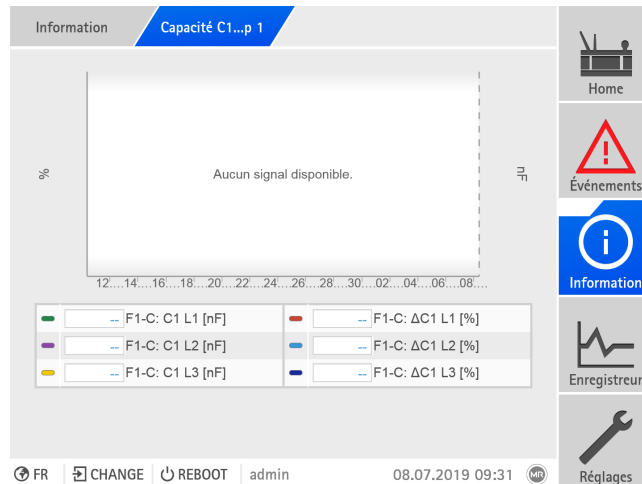 Information
Capacité C1...p 1
Home
%
Aucun signal disponible.
nF
Événements
12....14....16....18....20....22....24....26....28....30....02....04....06....08....
Information
-- F1-C: C1 L1 [nF]
-- F1-C: ΔC1 L1 [%]
-- F1-C: C1 L2 [nF]
-- F1-C: ΔC1 L2 [%]
-- F1-C: C1 L3 [nF]
-- F1-C: ΔC1 L3 [%]
Enregistreur
FR CHANGE REBOOT admin 08.07.2019 09:31 MR
Réglages